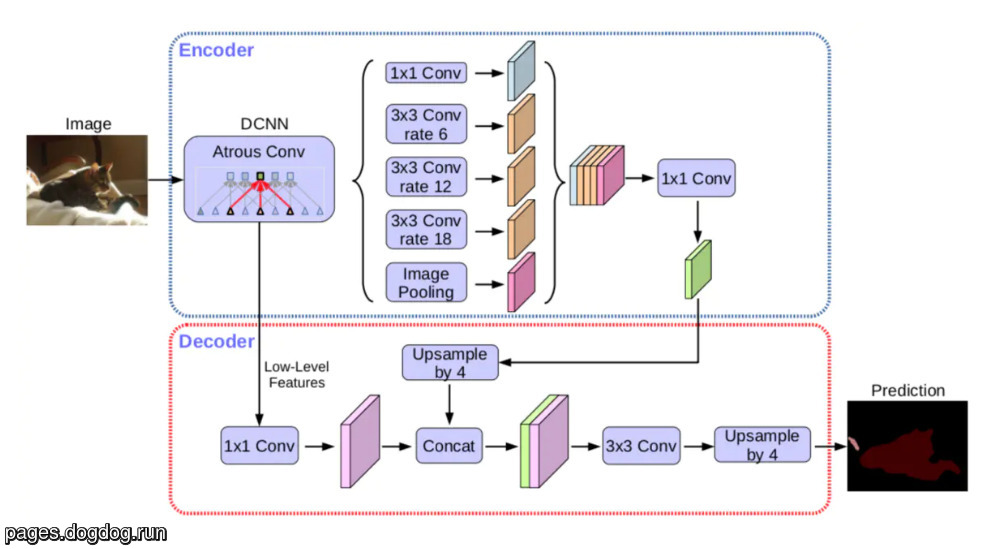 Encoder
Image
DCNN
Atrous Conv
1x1 Conv
3x3 Conv
rate 6
3x3 Conv
rate 12
3x3 Conv
rate 18
Image
Pooling
1x1 Conv
Decoder
Low-Level
Features
Upsample
by 4
1x1 Conv
Concat
3x3 Conv
Upsample
by 4
Prediction
pages.dogdog.run